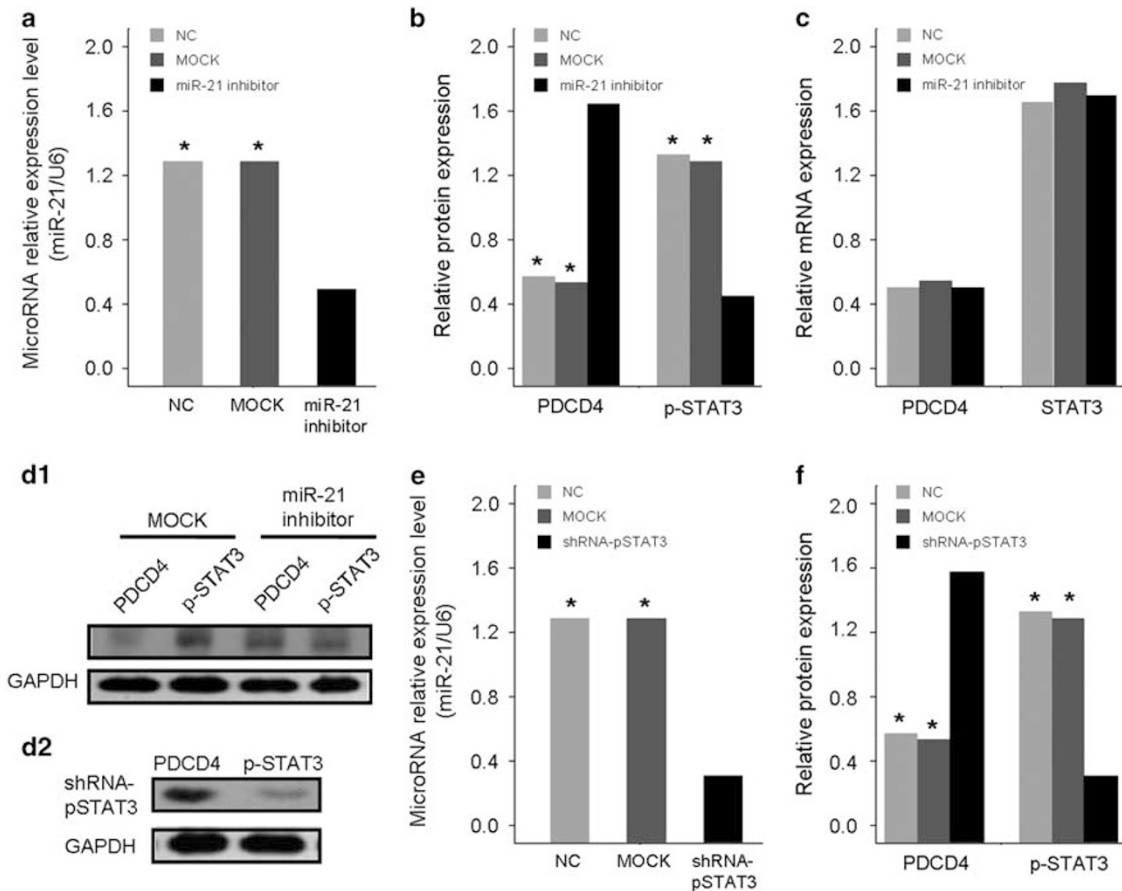 a
MicroRNA relative expression level
(miR-21/U6)
2.0
1.6
1.2
0.8
0.4
0.0
NC
MOCK
miR-21 inhibitor
*
*
NC
MOCK
miR-21
inhibitor
b
Relative protein expression
2.0
1.6
1.2
0.8
0.4
0.0
NC
MOCK
miR-21 inhibitor
* *
* *
PDCD4
p-STAT3
c
Relative mRNA expression
2.0
1.6
1.2
0.8
0.4
0.0
NC
MOCK
miR-21 inhibitor
PDCD4
STAT3
d1
MOCK
miR-21
inhibitor
PDCD4
p-STAT3
PDCD4
p-STAT3
GAPDH
d2
PDCD4
p-STAT3
shRNA-
pSTAT3
GAPDH
e
MicroRNA relative expression level
(miR-21/U6)
2.0
1.6
1.2
0.8
0.4
0.0
NC
MOCK
shRNA-pSTAT3
*
*
NC
MOCK
shRNA-
pSTAT3
f
Relative protein expression
2.0
1.6
1.2
0.8
0.4
0.0
NC
MOCK
shRNA-pSTAT3
* *
* *
PDCD4
p-STAT3